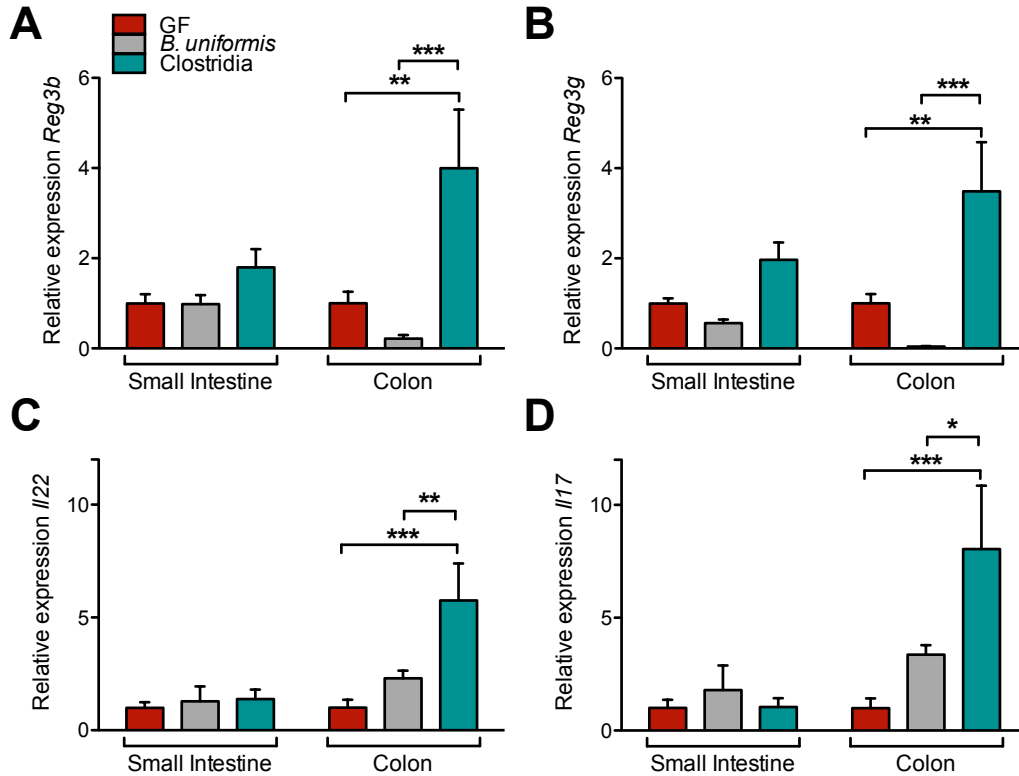 A
GF
B. uniformis
Clostridia
Relative expression Reg3b
6
4
2
0
**
***
Small Intestine
Colon
B
Relative expression Reg3g
6
4
2
0
**
***
Small Intestine
Colon
C
Relative expression Il22
10
5
0
***
**
Small Intestine
Colon
D
Relative expression Il17
10
5
0
***
*
Small Intestine
Colon